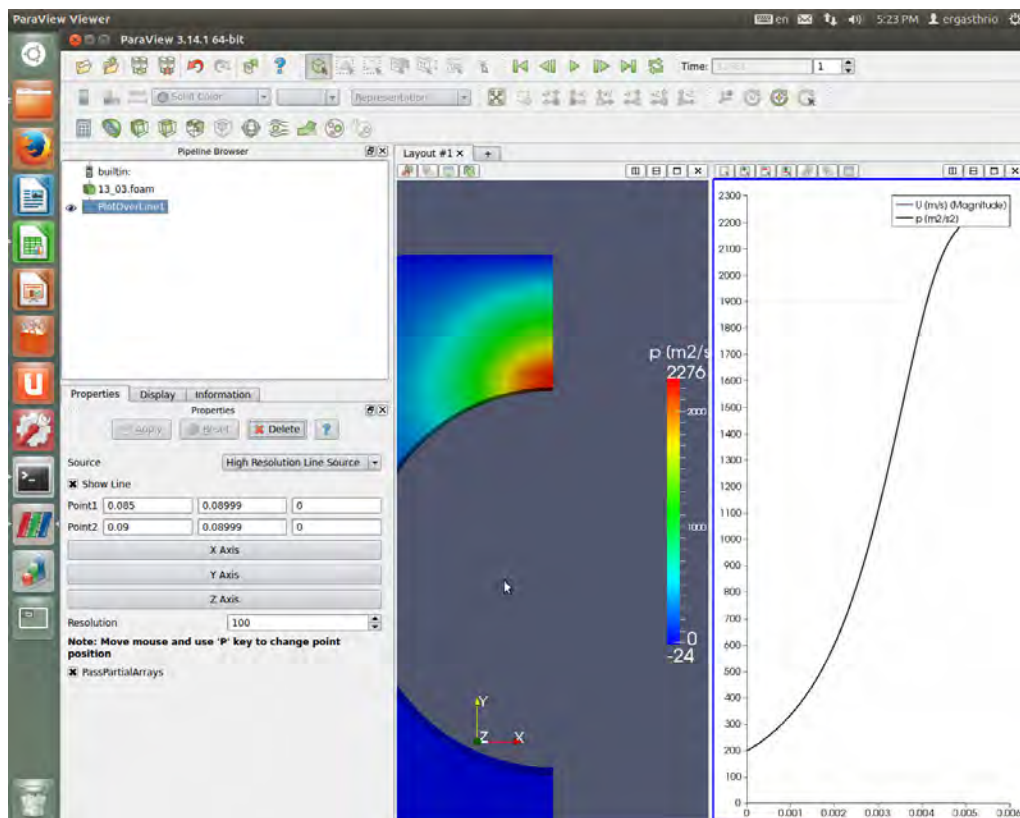 ParaView Viewer
en
5:23 PM
ergasthrio
ParaView 3.14.1 64-bit
Time:
1
Solid Color
Representation
Pipeline Browser
builtin:
13_03.foam
PlotOverLine1
Properties
Display
Information
Properties
Apply
Reset
Delete
?
Source
High Resolution Line Source
Show Line
Point1
0.085
0.08999
0
Point2
0.09
0.08999
0
X Axis
Y Axis
Z Axis
Resolution
100
Note: Move mouse and use 'P' key to change point
position
PassPartialArrays
Layout #1
p (m2/s
2276
2000
1000
0
-24
Y
Z
X
U (m/s) (Magnitude)
p (m2/s2)
2300
2200
2100
2000
1900
1800
1700
1600
1500
1400
1300
1200
1100
1000
900
800
700
600
500
400
300
200
100
0
0
0.001
0.002
0.003
0.004
0.005
0.006